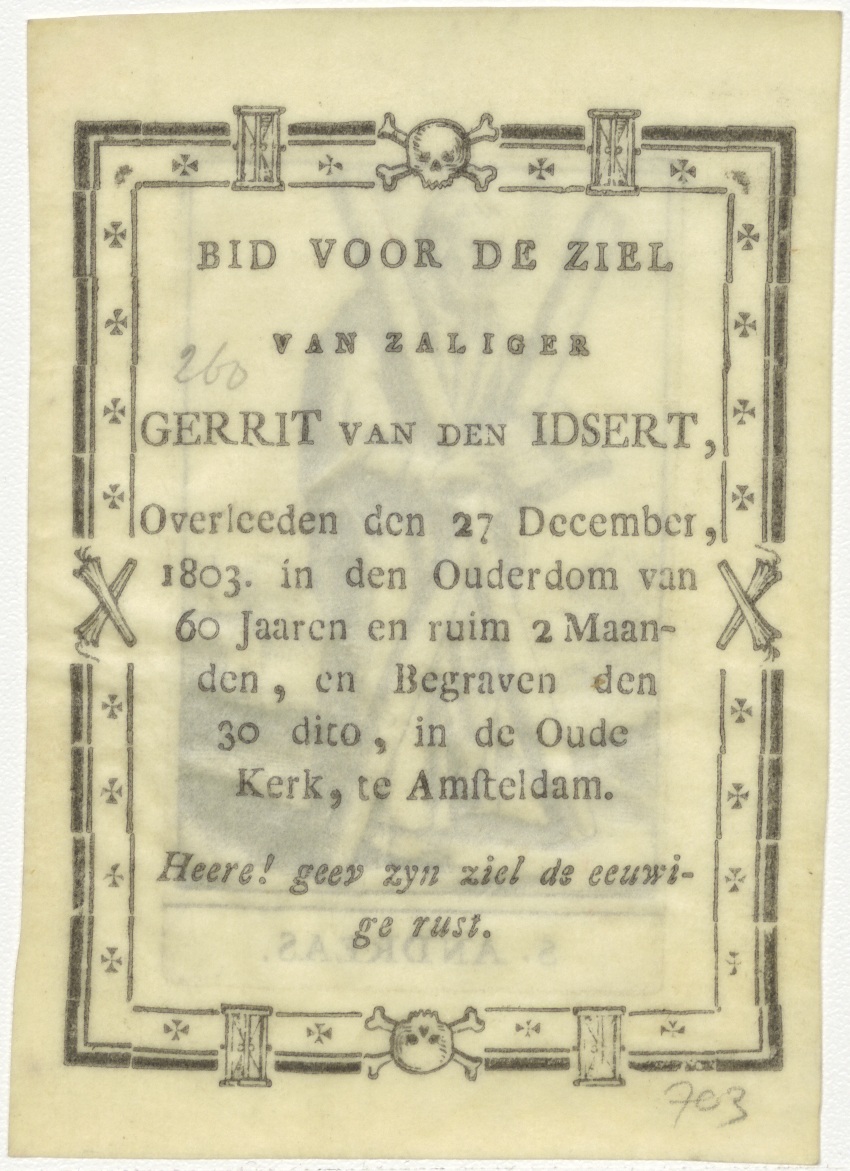 BID VOOR DE ZIEL
VAN ZALIGER
260
GERRIT VAN DEN IDSERT,
Overleeden den 27 December,
1803. in den Ouderdom van
60 Jaaren en ruim 2 Maan-
den, en Begraven den
30 dito, in de Oude
Kerk, te Amſteldam.
Heere! geev zyn ziel de eeuwi-
ge rust.
S. ANDREAS.
703